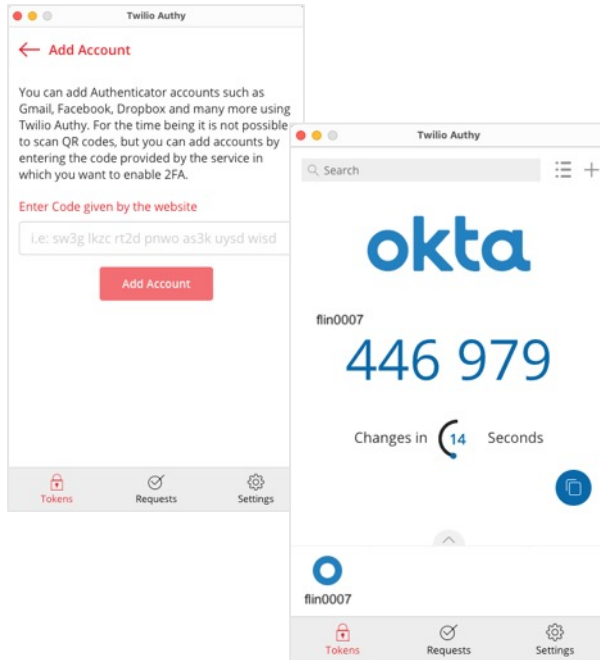 Twilio Authy
Add Account
You can add Authenticator accounts such as
Gmail, Facebook, Dropbox and many more using
Twilio Authy. For the time being it is not possible
to scan QR codes, but you can add accounts by
entering the code provided by the service in
which you want to enable 2FA.
Enter Code given by the website
i.e: sw3g lkzc rt2d pnwo as3k uysd wisd
Add Account
Tokens Requests Settings
Twilio Authy
Search
okta
flin0007
446 979
Changes in 14 Seconds
flin0007
Tokens Requests Settings